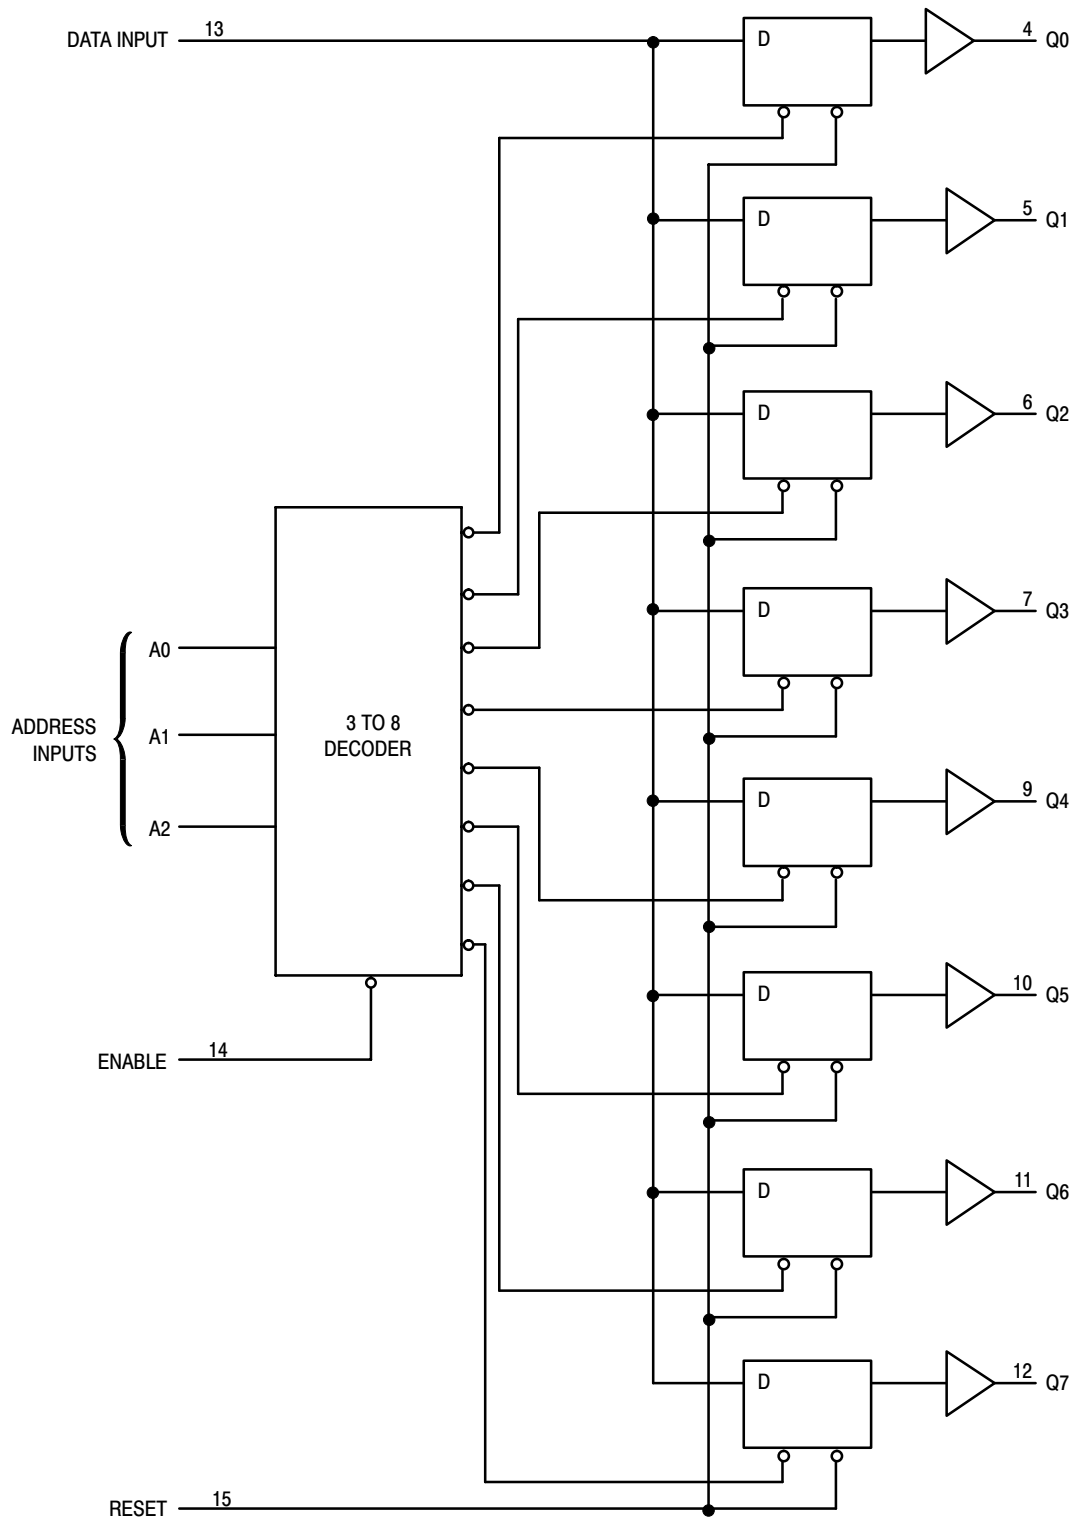 DATA INPUT 13 D 4 Q0
D 5 Q1
D 6 Q2
D 7 Q3
A0
ADDRESS
INPUTS
A1
3 TO 8
DECODER
A2
D 9 Q4
D 10 Q5
ENABLE 14
D 11 Q6
D 12 Q7
RESET 15